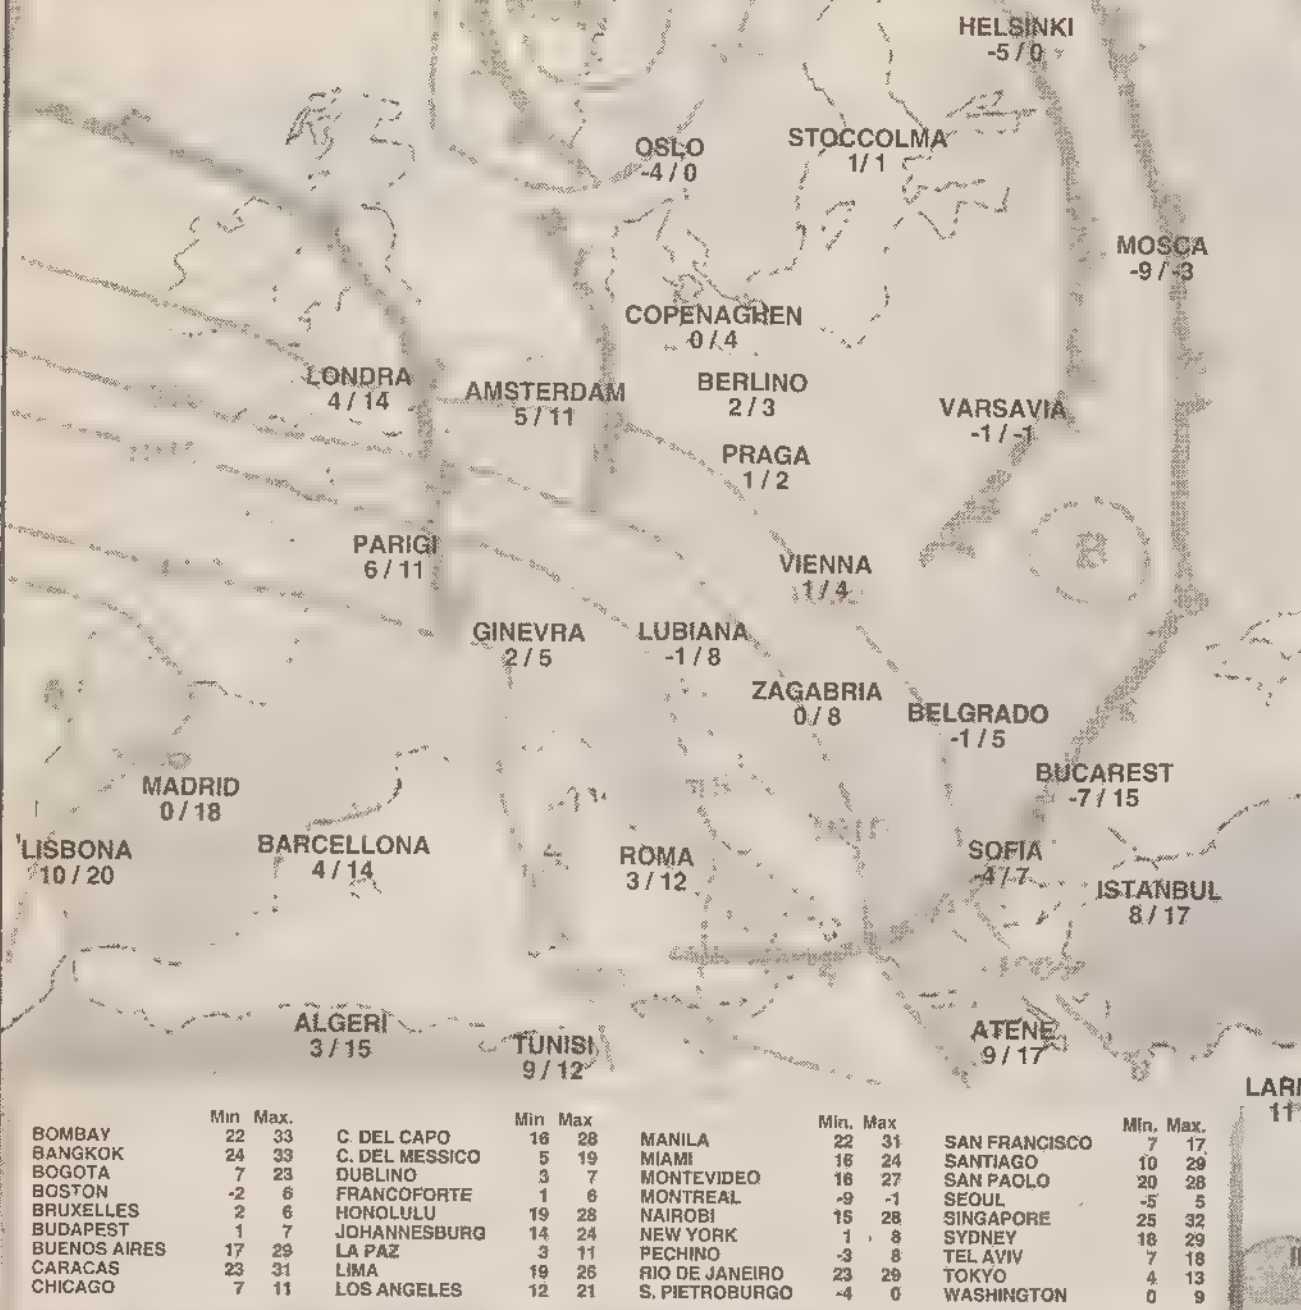 HELSINKI
-5 / 0
OSLO
-4 / 0
STOCCOLMA
1 / 1
MOSCA
-9 / -3
COPENAGHEN
0 / 4
LONDRA
4 / 14
AMSTERDAM
5 / 11
BERLINO
2 / 3
VARSAVIA
-1 / -1
PRAGA
1 / 2
PARIGI
6 / 11
VIENNA
1 / 4
GINEVRA
2 / 5
LUBIANA
-1 / 8
ZAGABRIA
0 / 8
BELGRADO
-1 / 5
BUCAREST
-7 / 15
MADRID
0 / 18
LISBONA
10 / 20
BARCELLONA
4 / 14
ROMA
3 / 12
SOFIA
-4 / 7
ISTANBUL
8 / 17
ALGERI
3 / 15
TUNISI
9 / 12
ATENE
9 / 17
Min Max.
BOMBAY 22 33
BANGKOK 24 33
BOGOTA 7 23
BOSTON -2 6
BRUXELLES 2 6
BUDAPEST 1 7
BUENOS AIRES 17 29
CARACAS 23 31
CHICAGO 7 11
Min Max
C. DEL CAPO 16 28
C. DEL MESSICO 5 19
DUBLINO 3 7
FRANCOFORTE 1 6
HONOLULU 19 28
JOHANNESBURG 14 24
LA PAZ 3 11
LIMA 19 26
LOS ANGELES 12 21
Min. Max
MANILA 22 31
MIAMI 16 24
MONTEVIDEO 16 27
MONTREAL -9 -1
NAIROBI 15 28
NEW YORK 1 8
PECHINO -3 8
RIO DE JANEIRO 23 29
S. PIETROBURGO -4 0
Min. Max.
SAN FRANCISCO 7 17
SANTIAGO 10 29
SAN PAOLO 20 28
SEOUL -5 5
SINGAPORE 25 32
SYDNEY 18 29
TEL AVIV 7 18
TOKYO 4 13
WASHINGTON 0 9